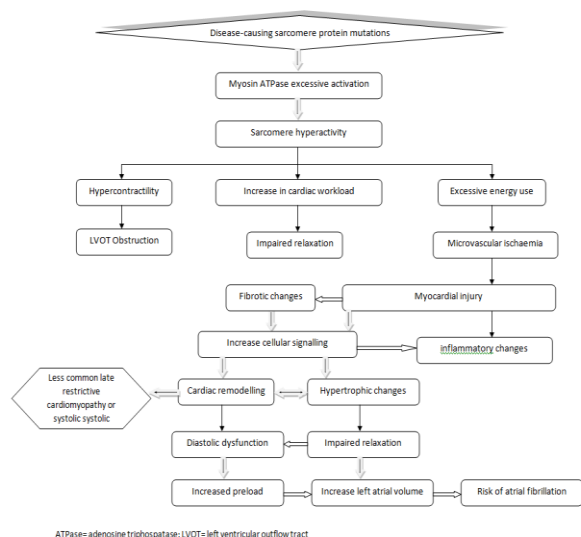 Disease-causing sarcomere protein mutations
Myosin ATPase excessive activation
Sarcomere hyperactivity
Hypercontractility
Increase in cardiac workload
Excessive energy use
LVOT Obstruction
Impaired relaxation
Microvascular ischaemia
Fibrotic changes
Myocardial injury
Increase cellular signalling
inflammatory changes
Less common late
restrictive
cardiomyopathy or
systolic systolic
Cardiac remodelling
Hypertrophic changes
Diastolic dysfunction
Impaired relaxation
Increased preload
Increase left atrial volume
Risk of atrial fibrillation
ATPase= adenosine triphospatase; LVOT= left ventricular outflow tract